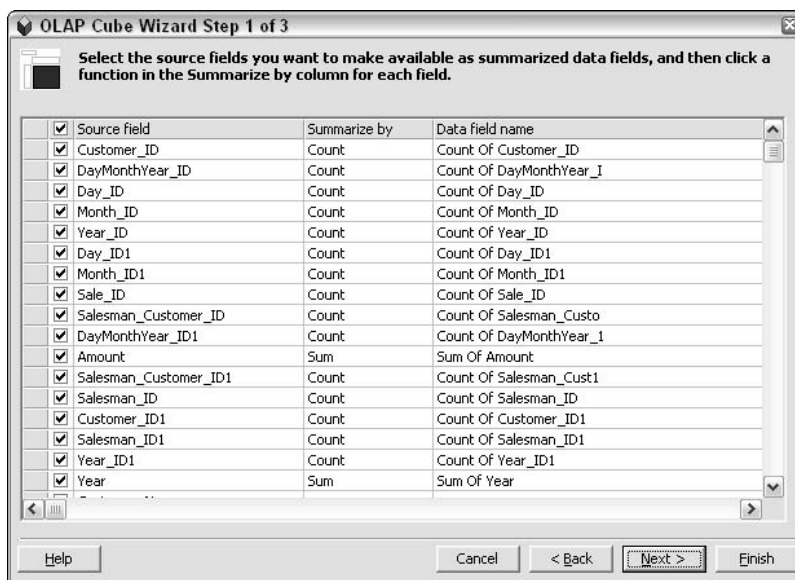 OLAP Cube Wizard Step 1 of 3
Select the source fields you want to make available as summarized data fields, and then click a
function in the Summarize by column for each field.
Source field Summarize by Data field name
Customer_ID Count Count Of Customer_ID
DayMonthYear_ID Count Count Of DayMonthYear_I
Day_ID Count Count Of Day_ID
Month_ID Count Count Of Month_ID
Year_ID Count Count Of Year_ID
Day_ID1 Count Count Of Day_ID1
Month_ID1 Count Count Of Month_ID1
Sale_ID Count Count Of Sale_ID
Salesman_Customer_ID Count Count Of Salesman_Custo
DayMonthYear_ID1 Count Count Of DayMonthYear_1
Amount Sum Sum Of Amount
Salesman_Customer_ID1 Count Count Of Salesman_Cust1
Salesman_ID Count Count Of Salesman_ID
Customer_ID1 Count Count Of Customer_ID1
Salesman_ID1 Count Count Of Salesman_ID1
Year_ID1 Count Count Of Year_ID1
Year Sum Sum Of Year
Help Cancel < Back Next > Finish